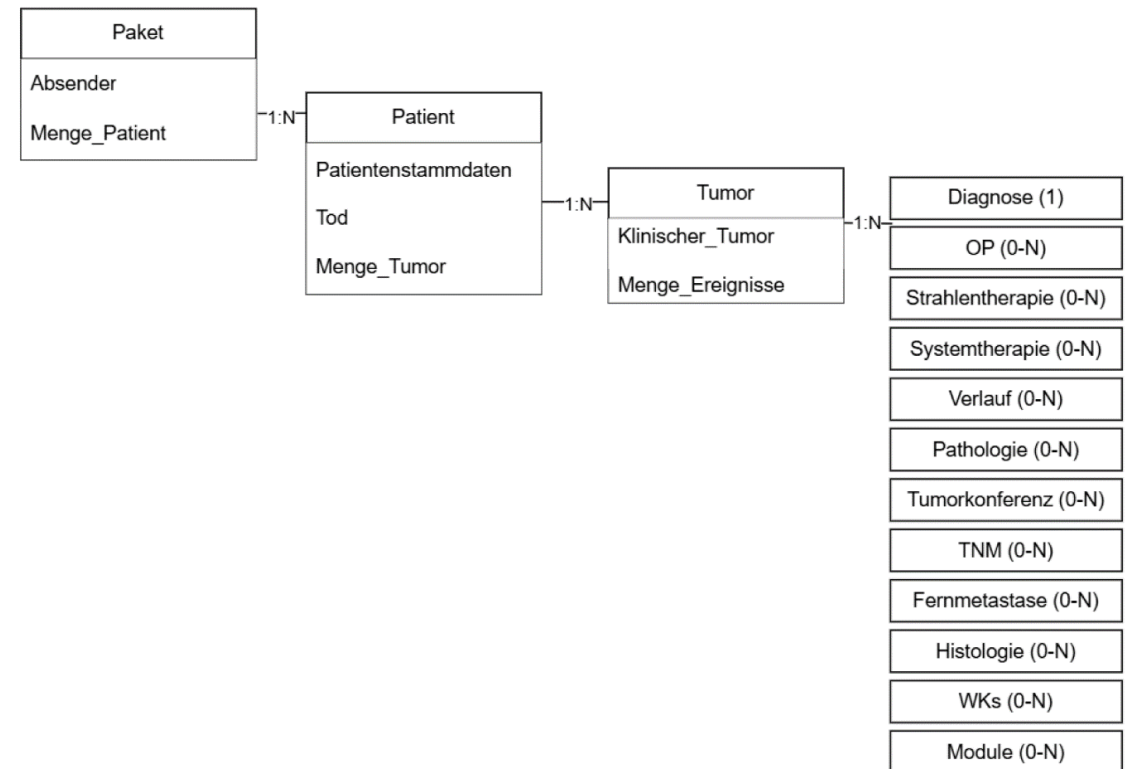 Paket
Absender
Menge_Patient
1:N
Patient
Patientenstammdaten
Tod
Menge_Tumor
1:N
Tumor
Klinischer_Tumor
Menge_Ereignisse
1:N
Diagnose (1)
OP (0-N)
Strahlentherapie (0-N)
Systemtherapie (0-N)
Verlauf (0-N)
Pathologie (0-N)
Tumorkonferenz (0-N)
TNM (0-N)
Fernmetastase (0-N)
Histologie (0-N)
WKs (0-N)
Module (0-N)